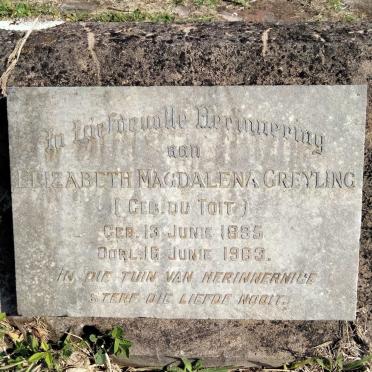 In Liefdevolle Herinnering
aan
ELIZABETH MAGDALENA GREYLING
( GEB. DU TOIT )
GEB. 13 JUNIE 1885
OORL. 16 JUNIE 1963.
IN DIE TUIN VAN HERINNERINGE
STERF DIE LIEFDE NOOIT.